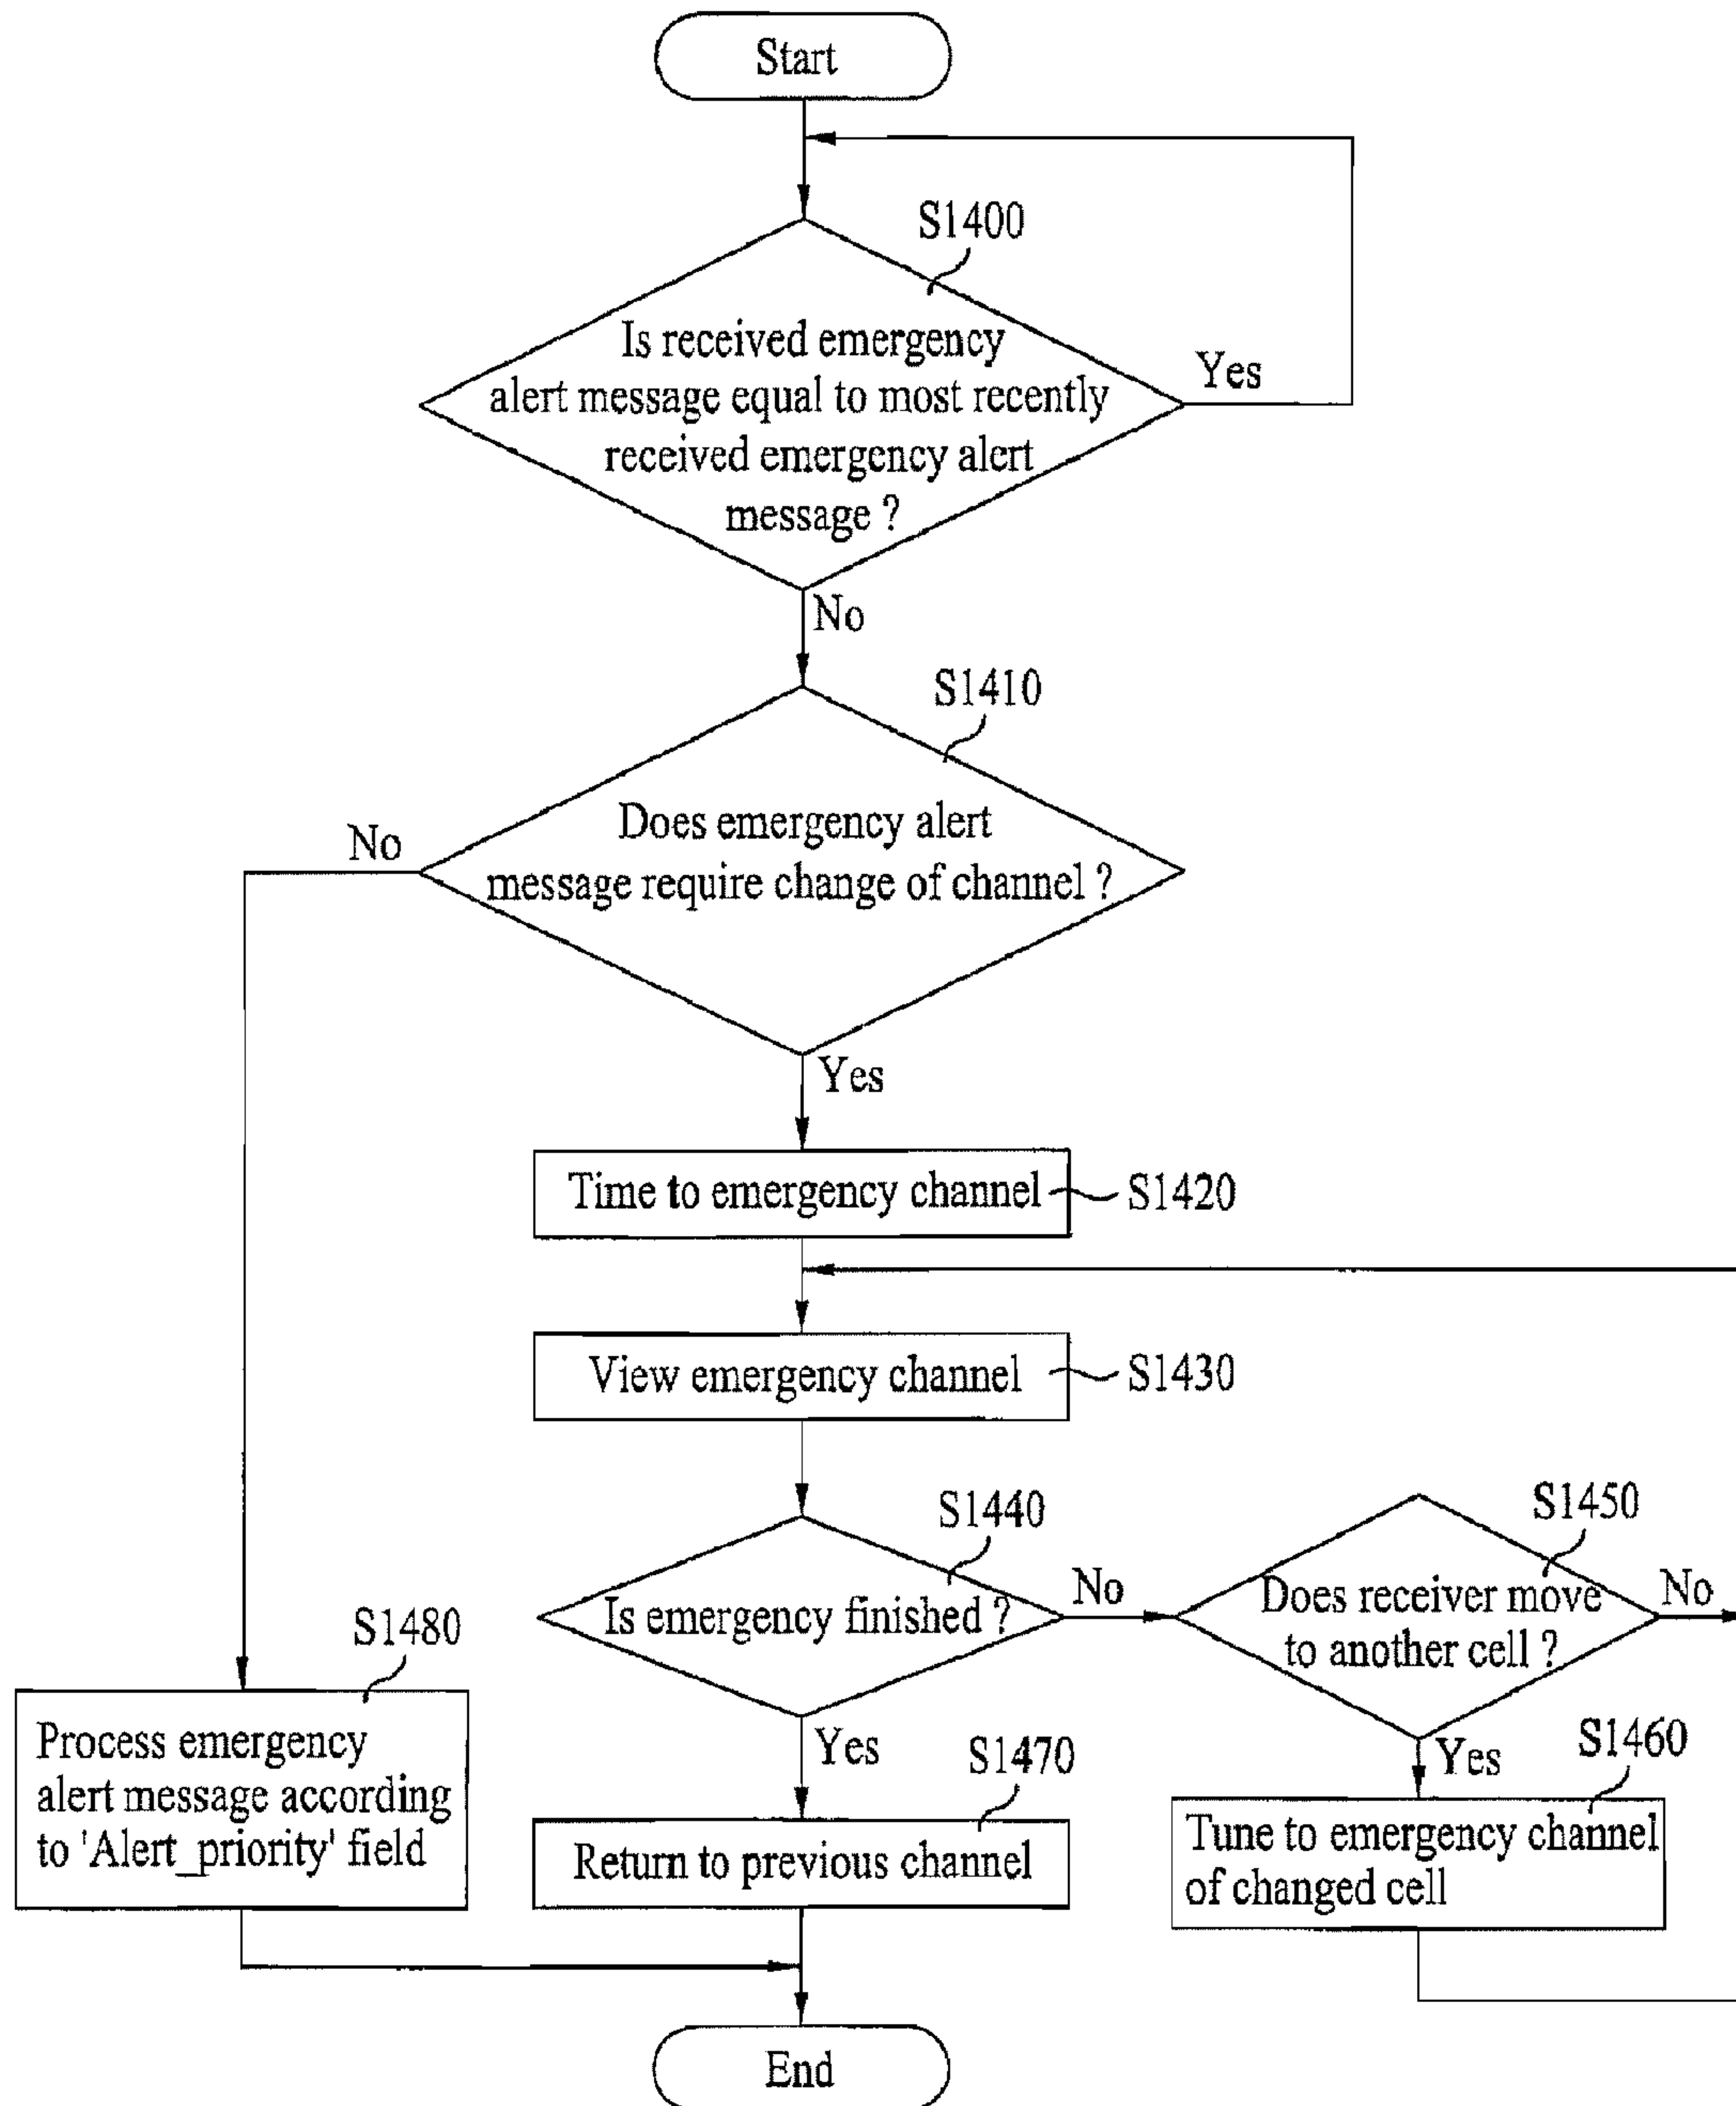 Start
S1400
Is received emergency
alert message equal to most recently
received emergency alert
message ?
Yes
No
S1410
Does emergency alert
message require change of channel ?
No
Yes
Time to emergency channel
S1420
View emergency channel
S1430
S1440
Is emergency finished ?
No
S1450
Does receiver move
to another cell ?
No
S1480
Process emergency
alert message according
to 'Alert_priority' field
Yes
S1470
Return to previous channel
Yes
S1460
Tune to emergency channel
of changed cell
End